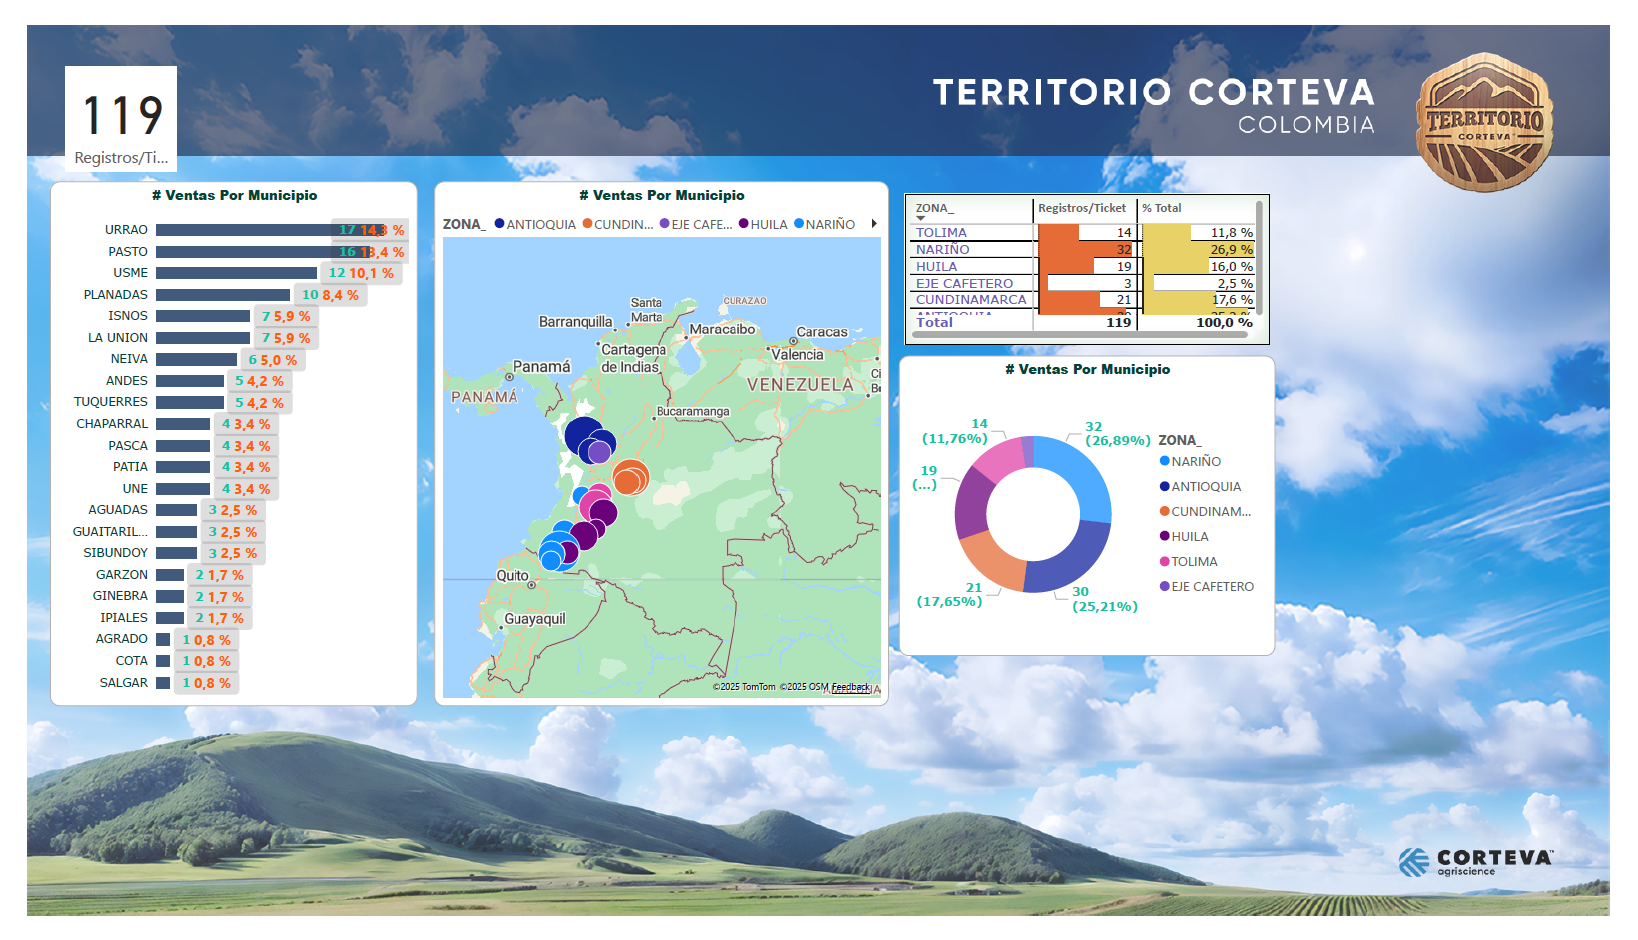 119
Registros/Ti...
TERRITORIO CORTEVA
COLOMBIA
TERRITORIO
CORTEVA
# Ventas Por Municipio
URRAO 17 14,3 %
PASTO 16 13,4 %
USME 12 10,1 %
PLANADAS 10 8,4 %
ISNOS 7 5,9 %
LA UNION 7 5,9 %
NEIVA 6 5,0 %
ANDES 5 4,2 %
TUQUERRES 5 4,2 %
CHAPARRAL 4 3,4 %
PASCA 4 3,4 %
PATIA 4 3,4 %
UNE 4 3,4 %
AGUADAS 3 2,5 %
GUAITARIL... 3 2,5 %
SIBUNDOY 3 2,5 %
GARZON 2 1,7 %
GINEBRA 2 1,7 %
IPIALES 2 1,7 %
AGRADO 1 0,8 %
COTA 1 0,8 %
SALGAR 1 0,8 %
# Ventas Por Municipio
ZONA_ ANTIOQUIA CUNDIN... EJE CAFE... HUILA NARIÑO
Santa
Marta
CURAZAO
Barranquilla
Maracaibo
Caracas
Cartagena
de Indias
Valencia
Panamá
PANAMÁ
VENEZUELA
Ci
Bo
Bucaramanga
Quito
Guayaquil
©2025 TomTom ©2025 OSM Feedback
ZONA_ Registros/Ticket % Total
TOLIMA 14 11,8 %
NARIÑO 32 26,9 %
HUILA 19 16,0 %
EJE CAFETERO 3 2,5 %
CUNDINAMARCA 21 17,6 %
ANTIOQUIA 30 25,2 %
Total 119 100,0 %
# Ventas Por Municipio
14
(11,76%)
32
(26,89%)
19
(...)
21
(17,65%)
30
(25,21%)
ZONA_
NARIÑO
ANTIOQUIA
CUNDINAM...
HUILA
TOLIMA
EJE CAFETERO
CORTEVA™
agriscience